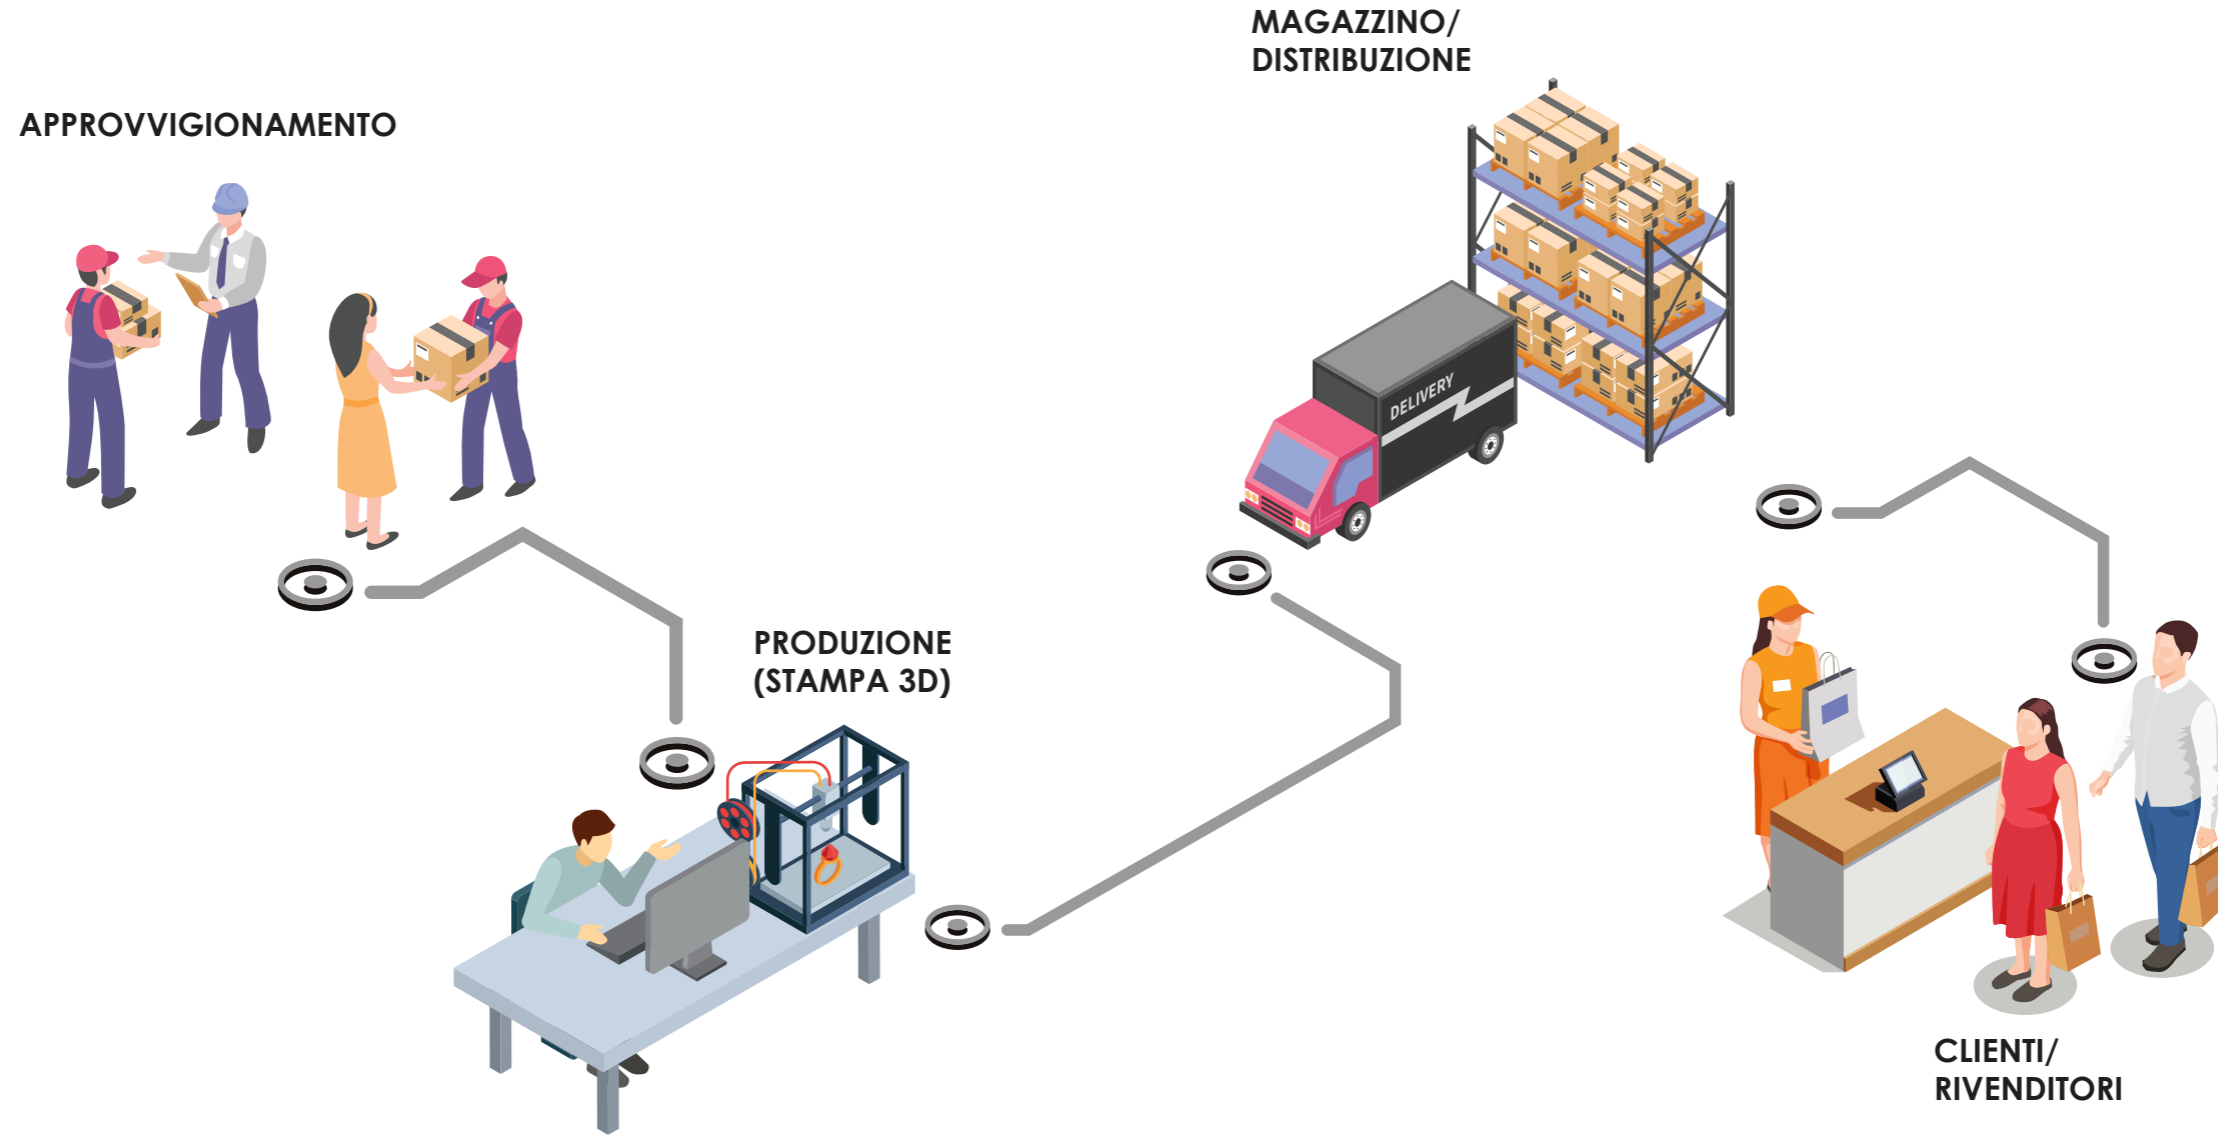 APPROVVIGIONAMENTO
PRODUZIONE
(STAMPA 3D)
MAGAZZINO/
DISTRIBUZIONE
DELIVERY
CLIENTI/
RIVENDITORI